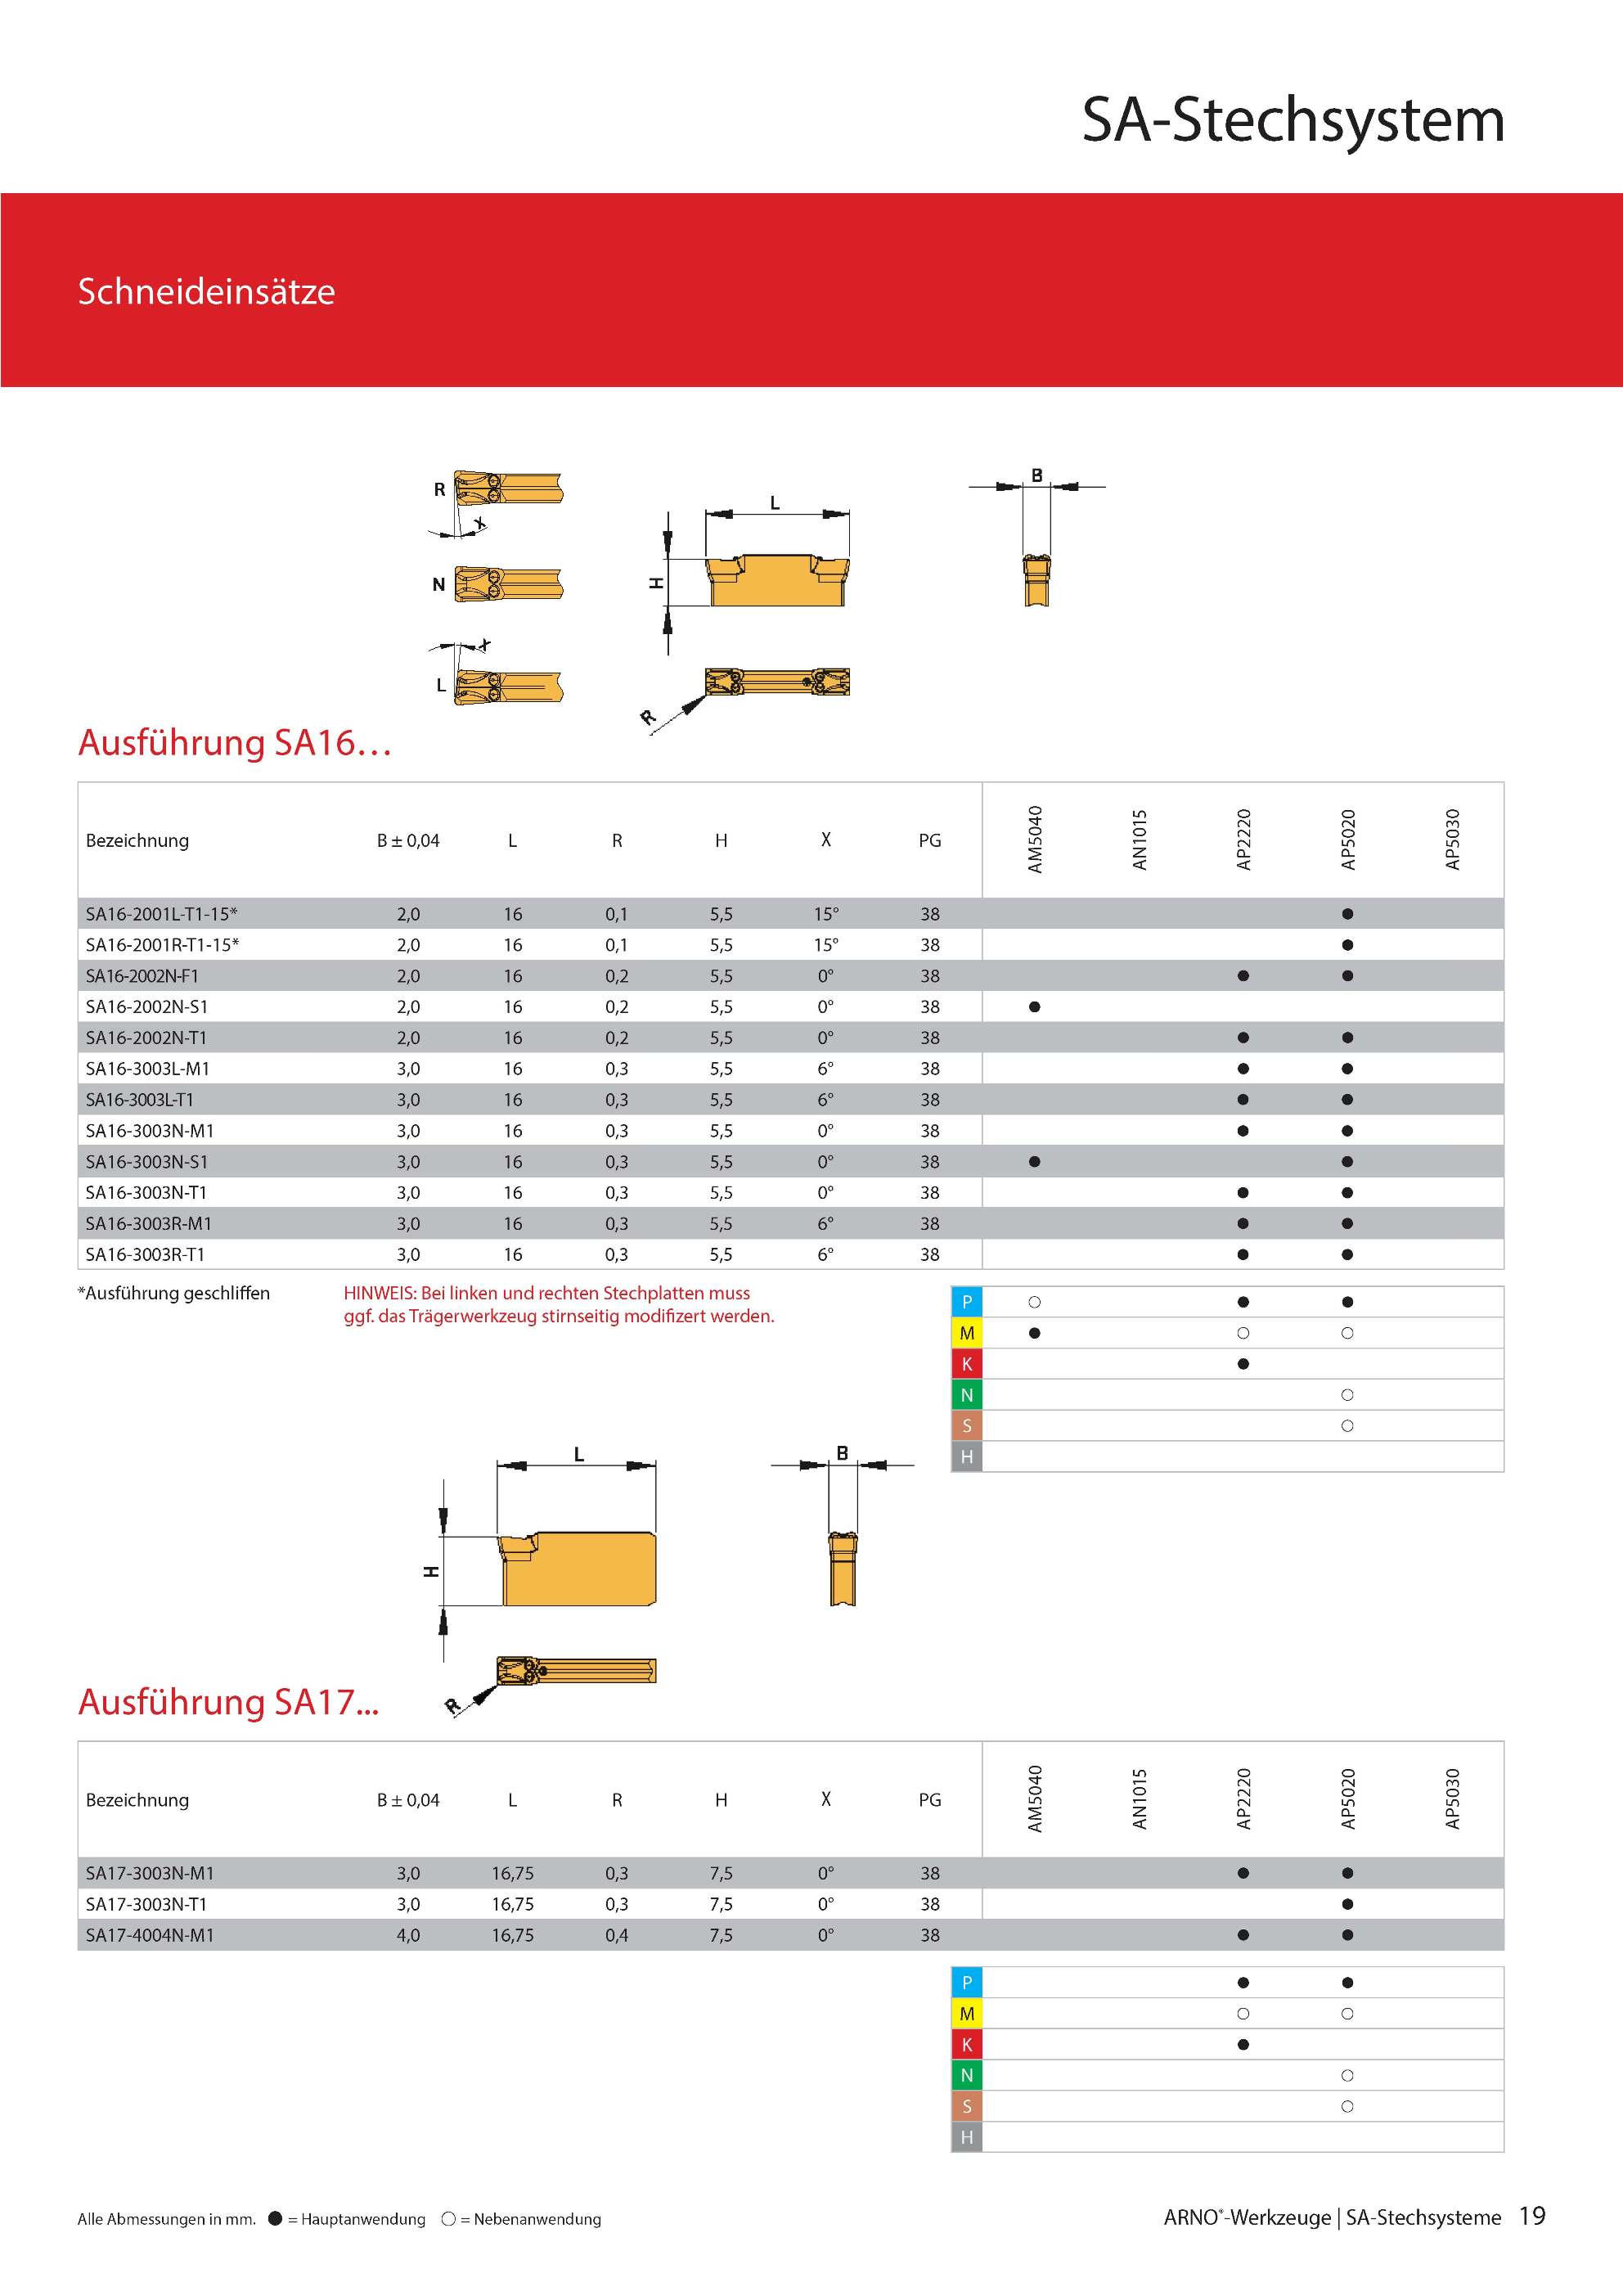 SA-Stechsystem
Schneideinsätze
R
X
N
X
L
L
H
R
B
Ausführung SA16…
Bezeichnung B ± 0,04 L R H X PG AM5040 AN1015 AP2220 AP5020 AP5030
SA16-2001L-T1-15* 2,0 16 0,1 5,5 15° 38 ●
SA16-2001R-T1-15* 2,0 16 0,1 5,5 15° 38 ●
SA16-2002N-F1 2,0 16 0,2 5,5 0° 38 ● ●
SA16-2002N-S1 2,0 16 0,2 5,5 0° 38 ●
SA16-2002N-T1 2,0 16 0,2 5,5 0° 38 ● ●
SA16-3003L-M1 3,0 16 0,3 5,5 6° 38 ● ●
SA16-3003L-T1 3,0 16 0,3 5,5 6° 38 ● ●
SA16-3003N-M1 3,0 16 0,3 5,5 0° 38 ● ●
SA16-3003N-S1 3,0 16 0,3 5,5 0° 38 ● ●
SA16-3003N-T1 3,0 16 0,3 5,5 0° 38 ● ●
SA16-3003R-M1 3,0 16 0,3 5,5 6° 38 ● ●
SA16-3003R-T1 3,0 16 0,3 5,5 6° 38 ● ●
*Ausführung geschliffen
HINWEIS: Bei linken und rechten Stechplatten muss
ggf. das Trägerwerkzeug stirnseitig modifizert werden.
P ○ ● ●
M ● ○ ○
K ●
N ○
S ○
H
L
H
R
B
Ausführung SA17...
Bezeichnung B ± 0,04 L R H X PG AM5040 AN1015 AP2220 AP5020 AP5030
SA17-3003N-M1 3,0 16,75 0,3 7,5 0° 38 ● ●
SA17-3003N-T1 3,0 16,75 0,3 7,5 0° 38 ●
SA17-4004N-M1 4,0 16,75 0,4 7,5 0° 38 ● ●
P ● ●
M ○ ○
K ●
N ○
S ○
H
Alle Abmessungen in mm. ● = Hauptanwendung ○ = Nebenanwendung
ARNO®-Werkzeuge | SA-Stechsysteme 19